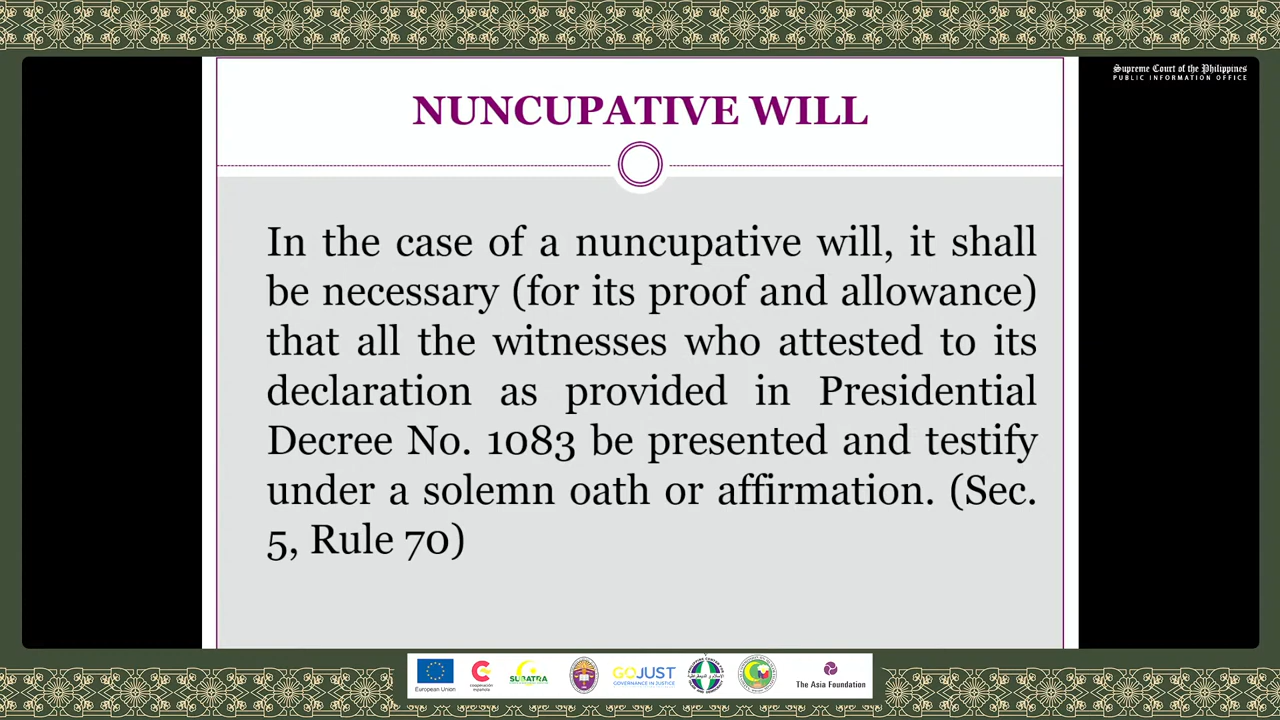 Supreme Court of the Philippines
PUBLIC INFORMATION OFFICE
NUNCUPATIVE WILL
In the case of a nuncupative will, it shall
be necessary (for its proof and allowance)
that all the witnesses who attested to its
declaration as provided in Presidential
Decree No. 1083 be presented and testify
under a solemn oath or affirmation. (Sec.
5, Rule 70)
European Union
cooperación
española
SUBATRA
GOJUST
GOVERNANCE IN JUSTICE
The Asia Foundation